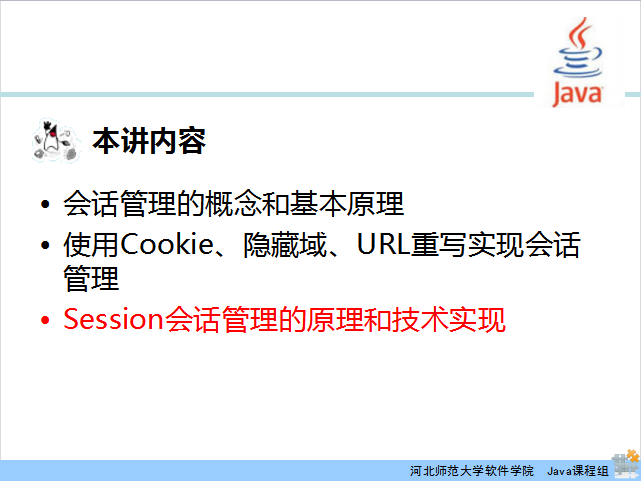 Java
本讲内容
• 会话管理的概念和基本原理
• 使用Cookie、隐藏域、URL重写实现会话
管理
• Session会话管理的原理和技术实现
河北师范大学软件学院 Java课程组